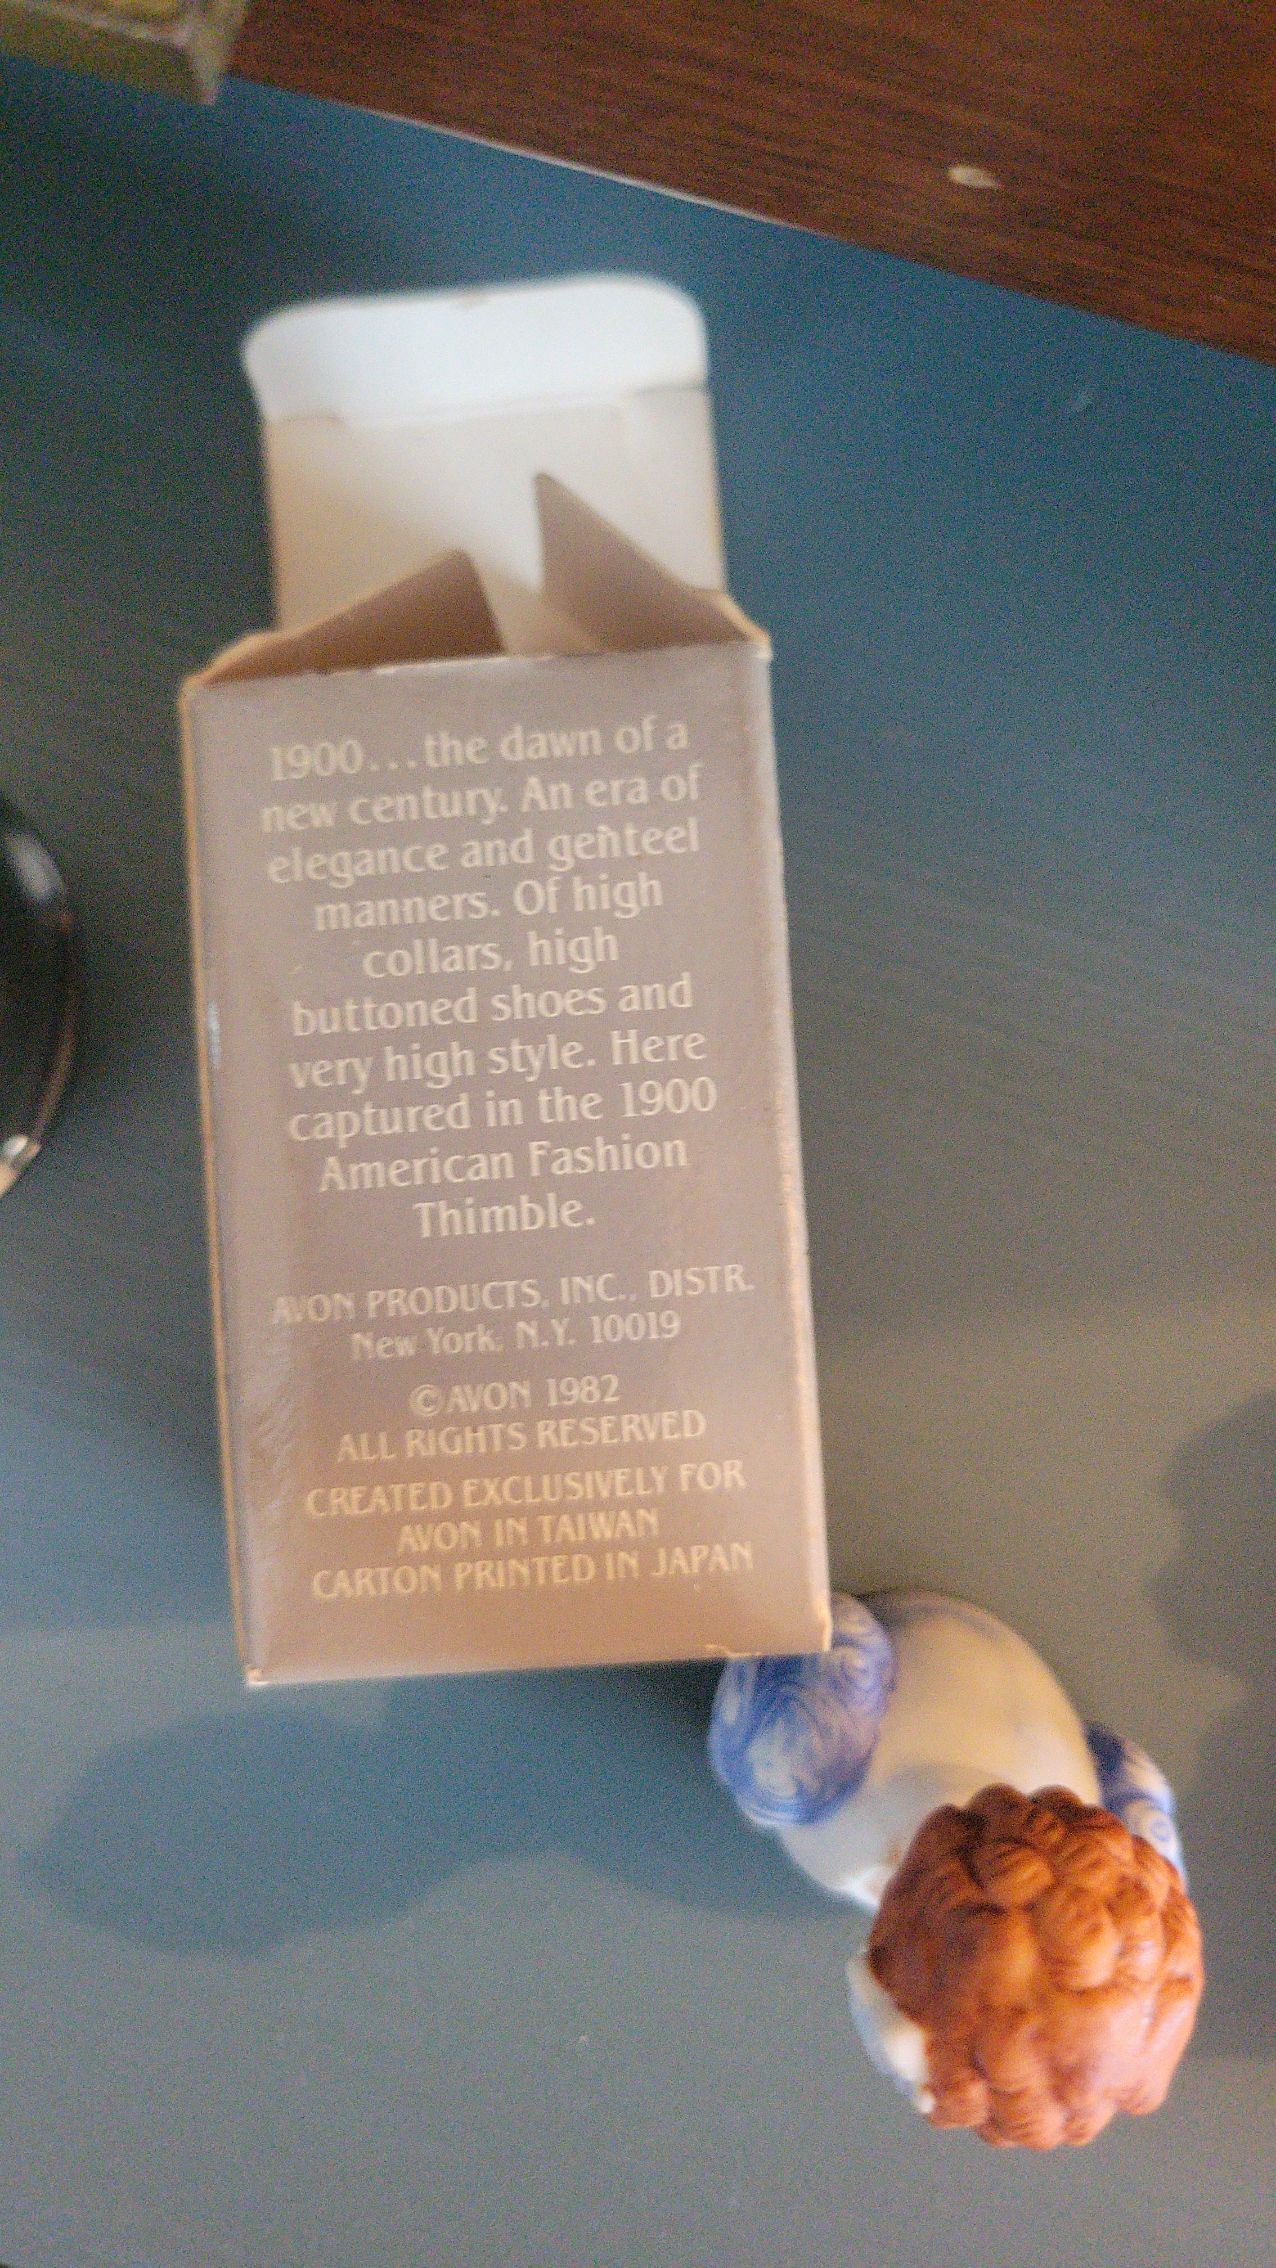 1900...the dawn of a
new century. An era of
elegance and genteel
manners. Of high
collars, high
buttoned shoes and
very high style. Here
captured in the 1900
American Fashion
Thimble.
AVON PRODUCTS, INC., DISTR.
New York, N.Y. 10019
©AVON 1982
ALL RIGHTS RESERVED
CREATED EXCLUSIVELY FOR
AVON IN TAIWAN
CARTON PRINTED IN JAPAN